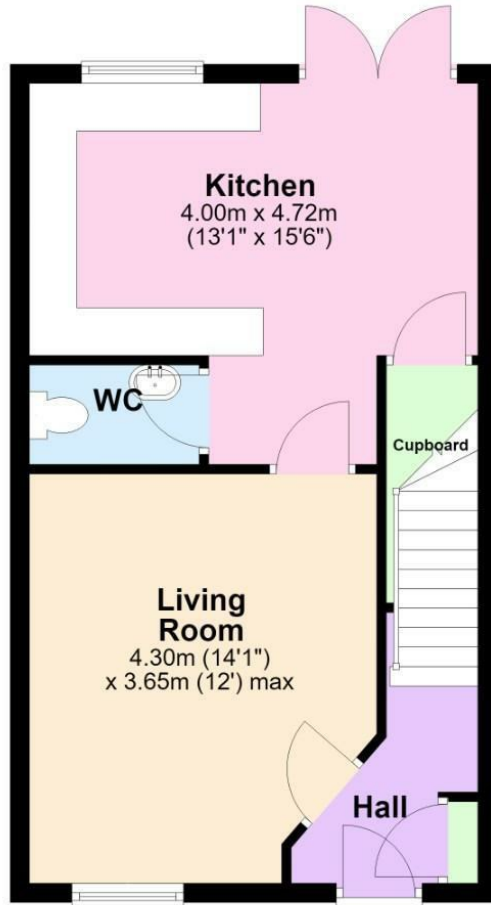 Kitchen
4.00m x 4.72m
(13'1" x 15'6")
WC
Cupboard
Living
Room
4.30m (14'1")
x 3.65m (12') max
Hall